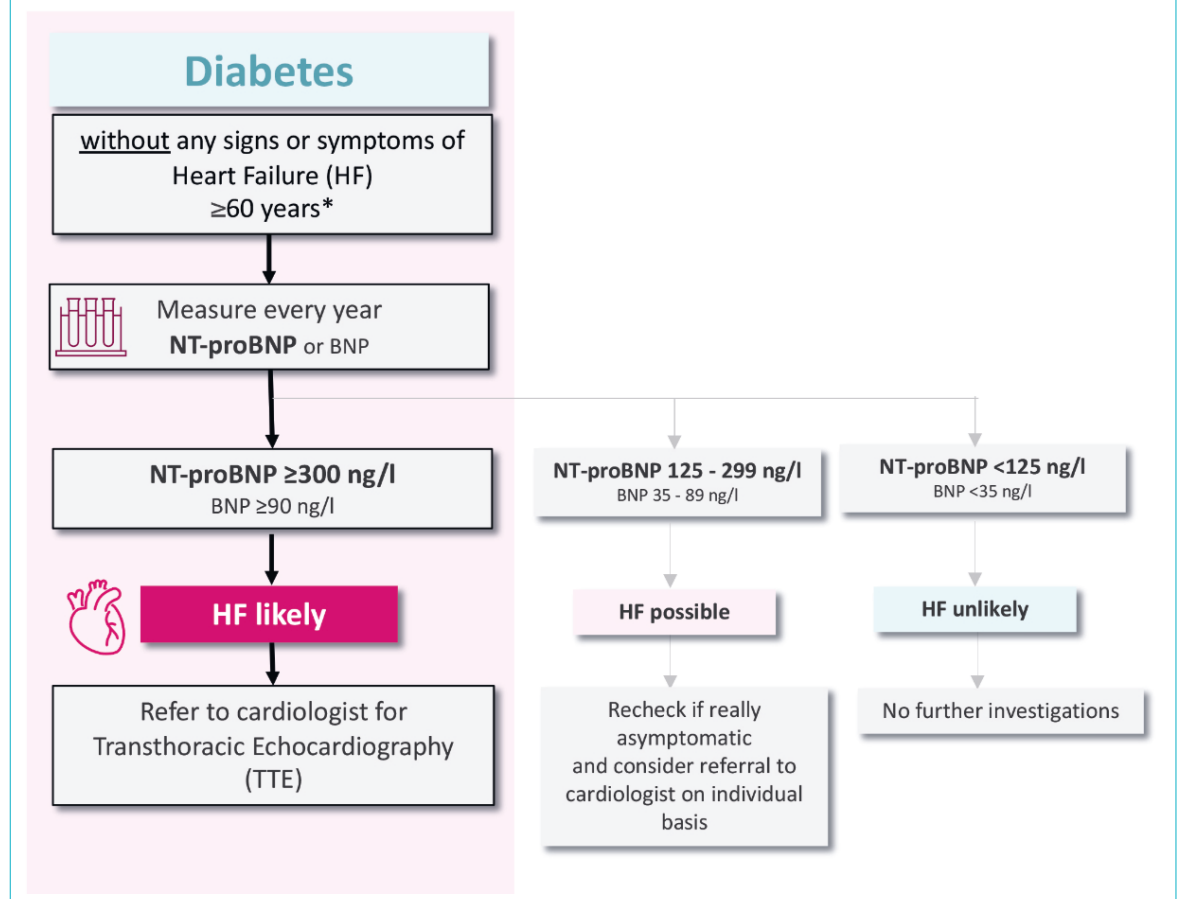 Diabetes
without any signs or symptoms of
Heart Failure (HF)
≥60 years*
Measure every year
NT-proBNP or BNP
NT-proBNP ≥300 ng/l
BNP ≥90 ng/l
HF likely
Refer to cardiologist for
Transthoracic Echocardiography
(TTE)
NT-proBNP 125 - 299 ng/l
BNP 35 - 89 ng/l
HF possible
Recheck if really
asymptomatic
and consider referral to
cardiologist on individual
basis
NT-proBNP <125 ng/l
BNP <35 ng/l
HF unlikely
No further investigations